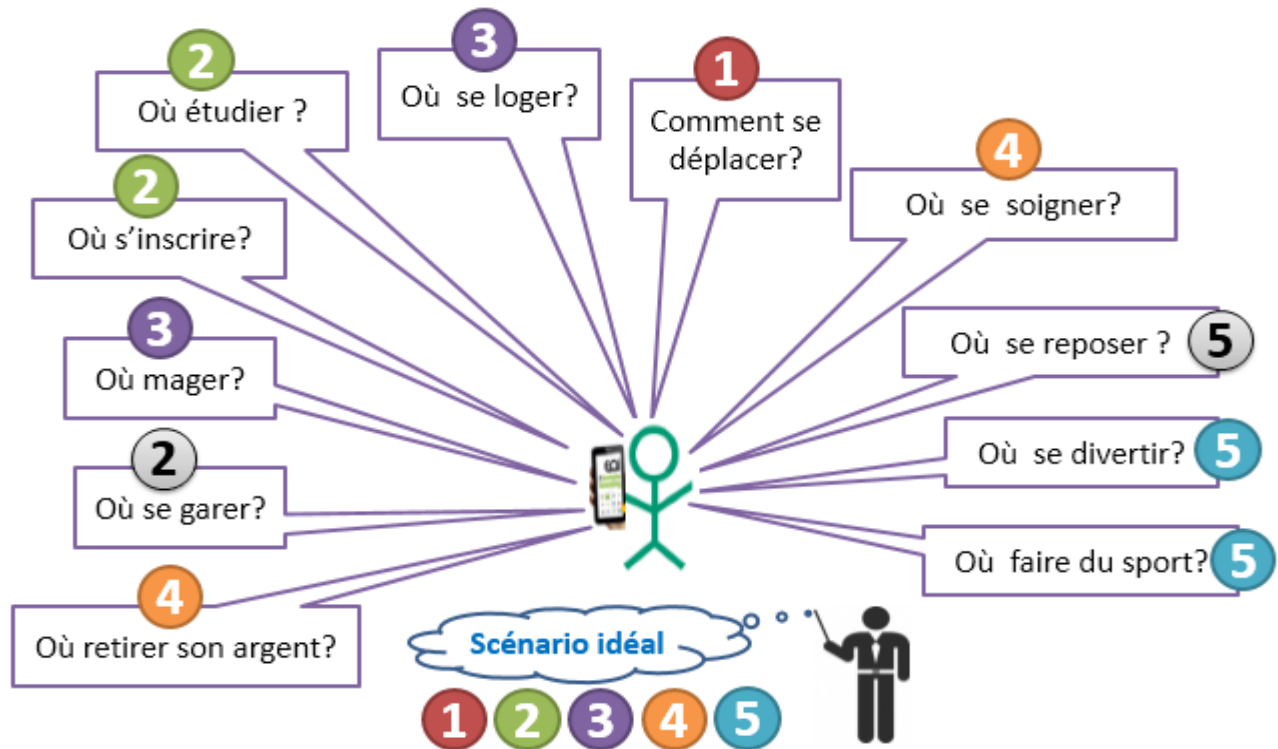 2
Où étudier ?
3
Où se loger?
1
Comment se
déplacer?
4
Où se soigner?
2
Où s'inscrire?
3
Où mager?
5
Où se reposer ?
2
Où se garer?
Où se divertir?
5
Où faire du sport?
5
4
Où retirer son argent?
Scénario idéal
1 2 3 4 5